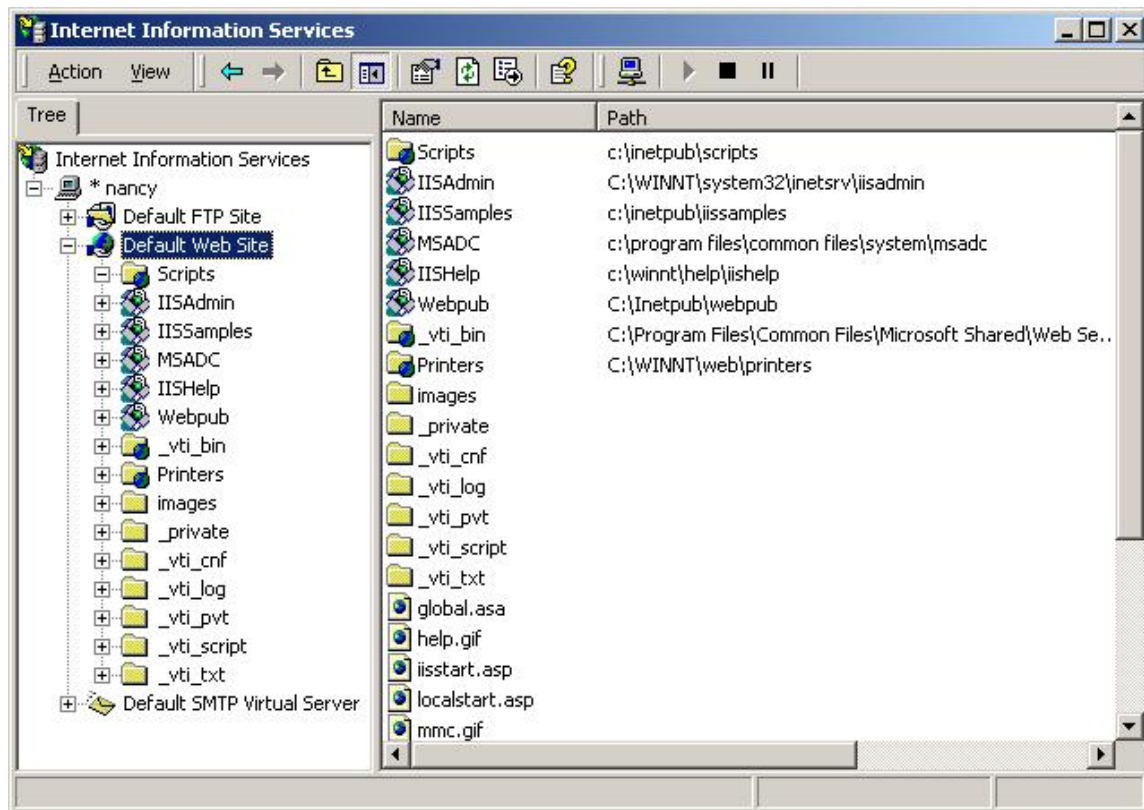 Internet Information Services
Action View
Tree
Internet Information Services
* nancy
Default FTP Site
Default Web Site
Scripts
IISAdmin
IISSamples
MSADC
IISHelp
Webpub
_vti_bin
Printers
images
_private
_vti_cnf
_vti_log
_vti_pvt
_vti_script
_vti_txt
Default SMTP Virtual Server
Name Path
Scripts c:\inetpub\scripts
IISAdmin C:\WINNT\system32\inetsrv\iisadmin
IISSamples c:\inetpub\iissamples
MSADC c:\program files\common files\system\msadc
IISHelp c:\winnt\help\iishelp
Webpub C:\Inetpub\webpub
_vti_bin C:\Program Files\Common Files\Microsoft Shared\Web Se..
Printers C:\WINNT\web\printers
images
_private
_vti_cnf
_vti_log
_vti_pvt
_vti_script
_vti_txt
global.asa
help.gif
iisstart.asp
localstart.asp
mmc.gif